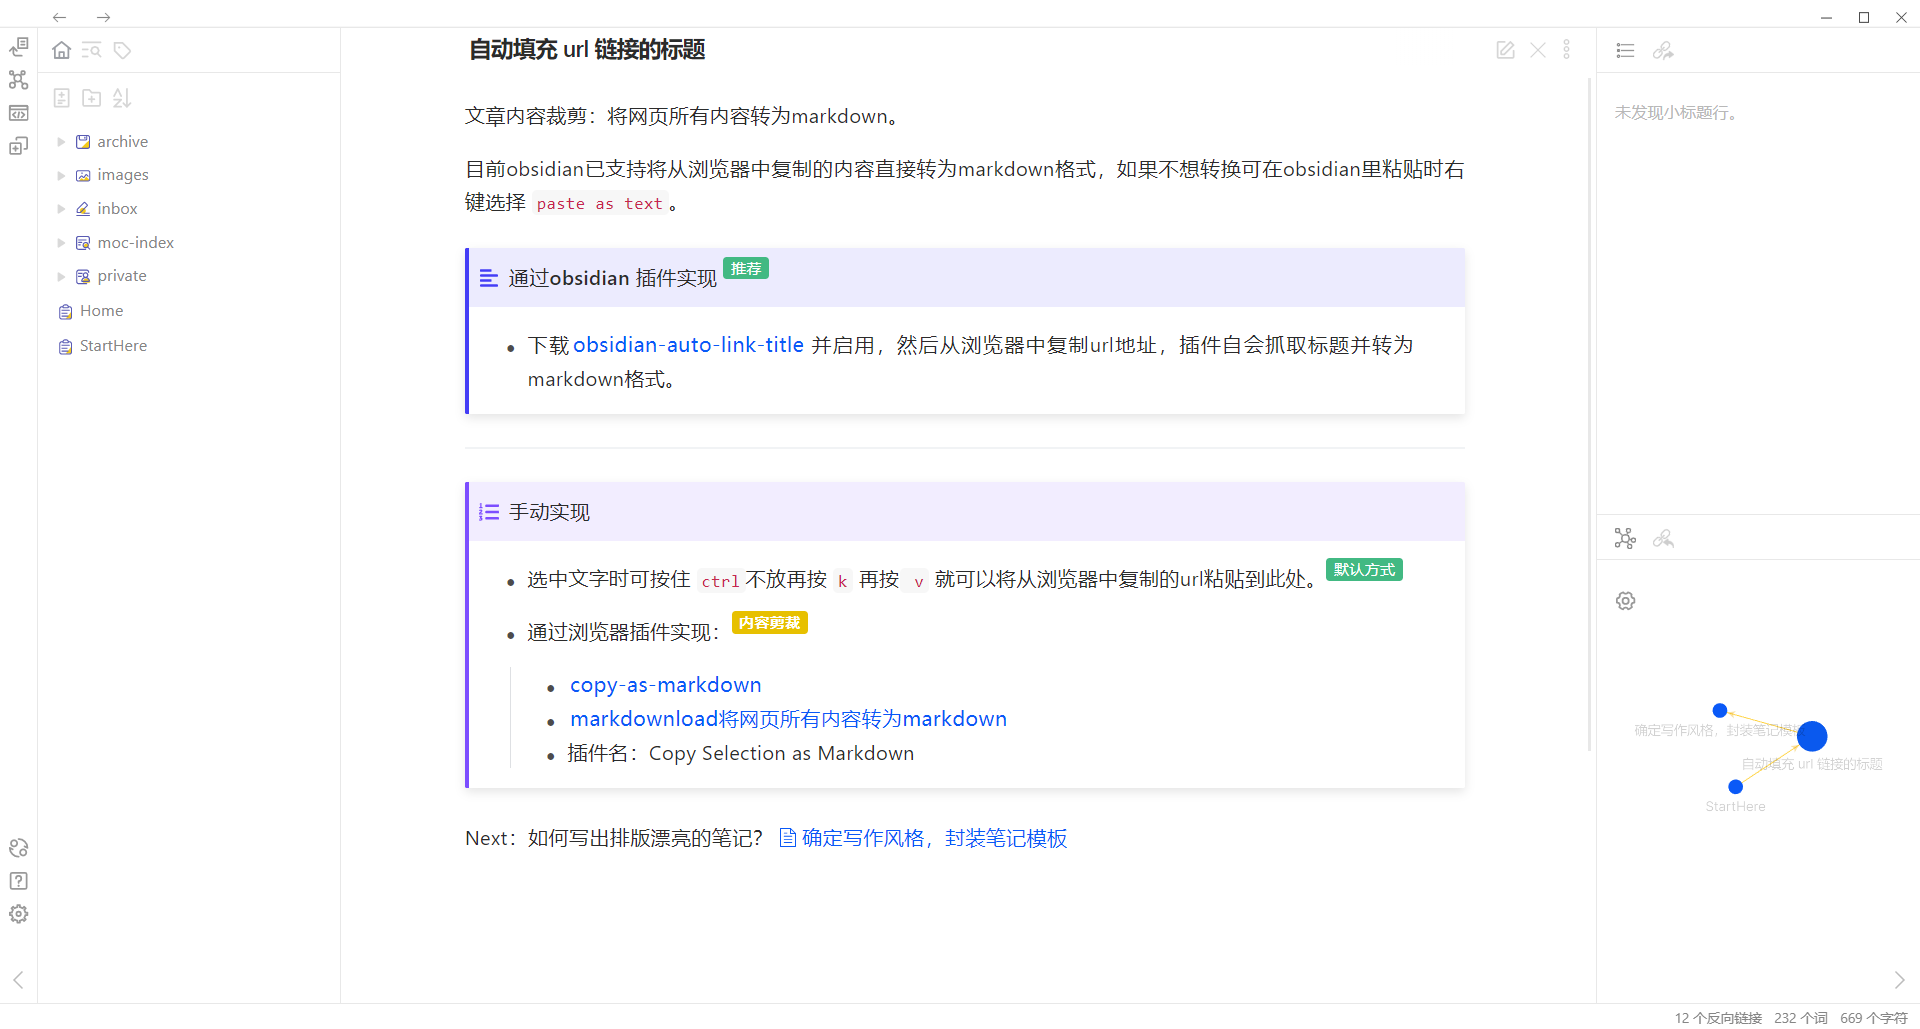 archive
images
inbox
moc-index
private
Home
StartHere
自动填充 url 链接的标题
文章内容裁剪：将网页所有内容转为markdown。
目前obsidian已支持将从浏览器中复制的内容直接转为markdown格式，如果不想转换可在obsidian里粘贴时右
键选择 paste as text 。
通过obsidian 插件实现 推荐
下载 obsidian-auto-link-title 并启用，然后从浏览器中复制url地址，插件自会抓取标题并转为
markdown格式。
手动实现
选中文字时可按住 ctrl 不放再按 k 再按 v 就可以将从浏览器中复制的url粘贴到此处。 默认方式
通过浏览器插件实现： 内容剪裁
copy-as-markdown
markdownload将网页所有内容转为markdown
插件名：Copy Selection as Markdown
Next：如何写出排版漂亮的笔记？ 确定写作风格，封装笔记模板
未发现小标题行。
确定写作风格，封装笔记模板
自动填充 url 链接的标题
StartHere
12 个反向链接 232 个词 669 个字符